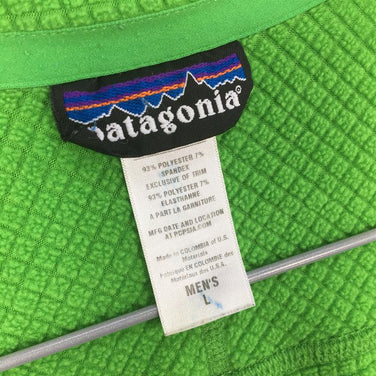 patagonia®
93% POLYESTER 7%
SPANDEX
EXCLUSIVE OF TRIM
93% POLYESTER 7%
ELASTHANNE
A PART LA GARNITURE
MFG DATE AND LOCATION
AT PCPSIA.COM
MADE IN COLOMBIA OF U.S.
Materials
Fabriqué EN COLOMBIE des
Matériaux des U.S.A.
MEN'S
L